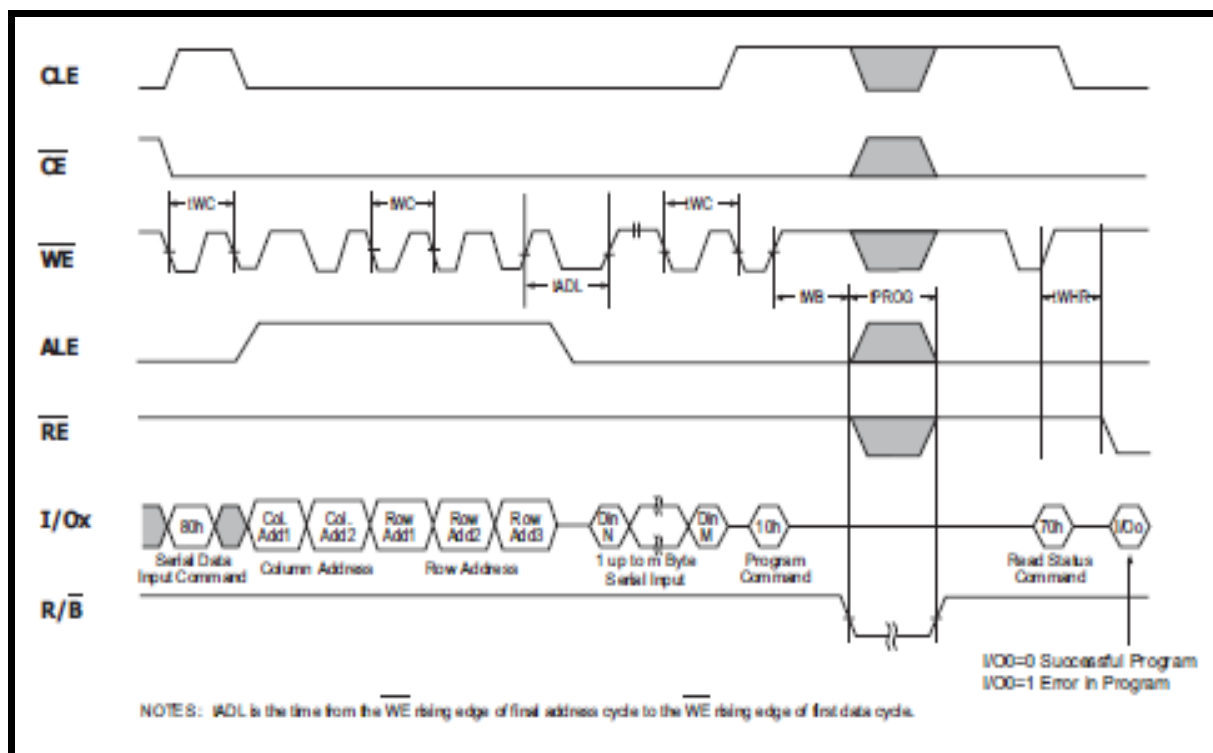 CLE
CE
tWC tWC tWC
WE
tADL
tWB tPROG tWHR
ALE
RE
I/Ox 80h Col. Add1 Col. Add2 Row Add1 Row Add2 Row Add3 Din N Din M 10h 70h I/Oo
Serial Data Input Command
Column Address
Row Address
1 up to m Byte Serial Input
Program Command
Read Status Command
R/B
I/O0=0 Successful Program
I/O0=1 Error in Program
NOTES: tADL is the time from the WE rising edge of final address cycle to the WE rising edge of first data cycle.